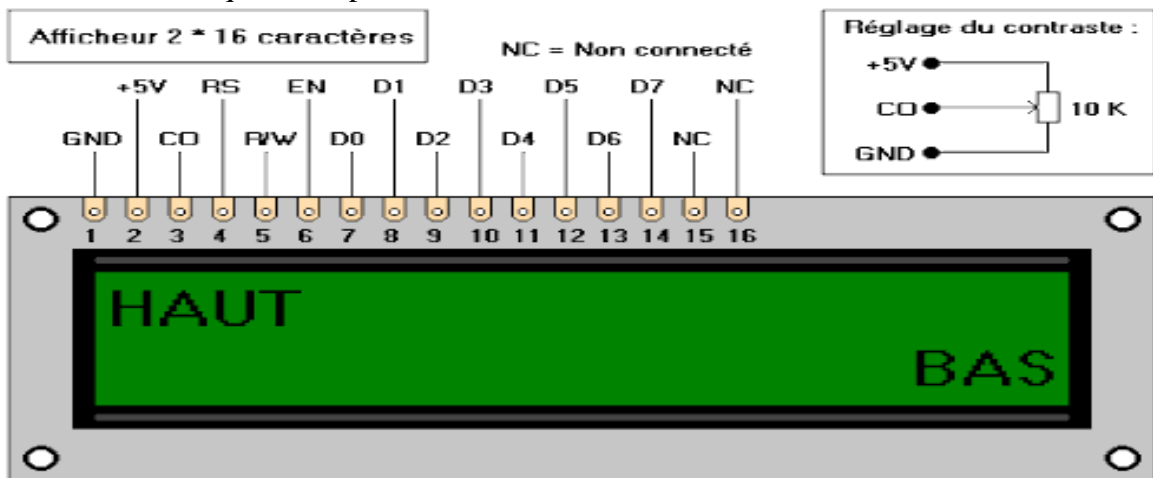 Afficheur 2 * 16 caractères
NC = Non connecté
Réglage du contraste :
+5V
CO
10 K
GND
+5V RS EN D1 D3 D5 D7 NC
GND CO R/W D0 D2 D4 D6 NC
1 2 3 4 5 6 7 8 9 10 11 12 13 14 15 16
HAUT
BAS